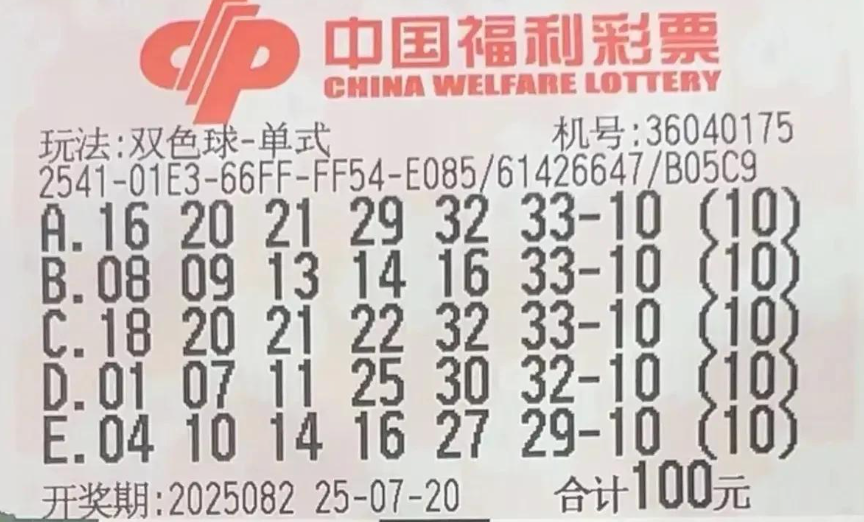 中国福利彩票
CHINA WELFARE LOTTERY
玩法:双色球-单式 机号:36040175
2541-01E3-66FF-FF54-E085/61426647/B05C9
A.16 20 21 29 32 33-10 (10)
B.08 09 13 14 16 33-10 (10)
C.18 20 21 22 32 33-10 (10)
D.01 07 11 25 30 32-10 (10)
E.04 10 14 16 27 29-10 (10)
开奖期:2025082 25-07-20 合计100元